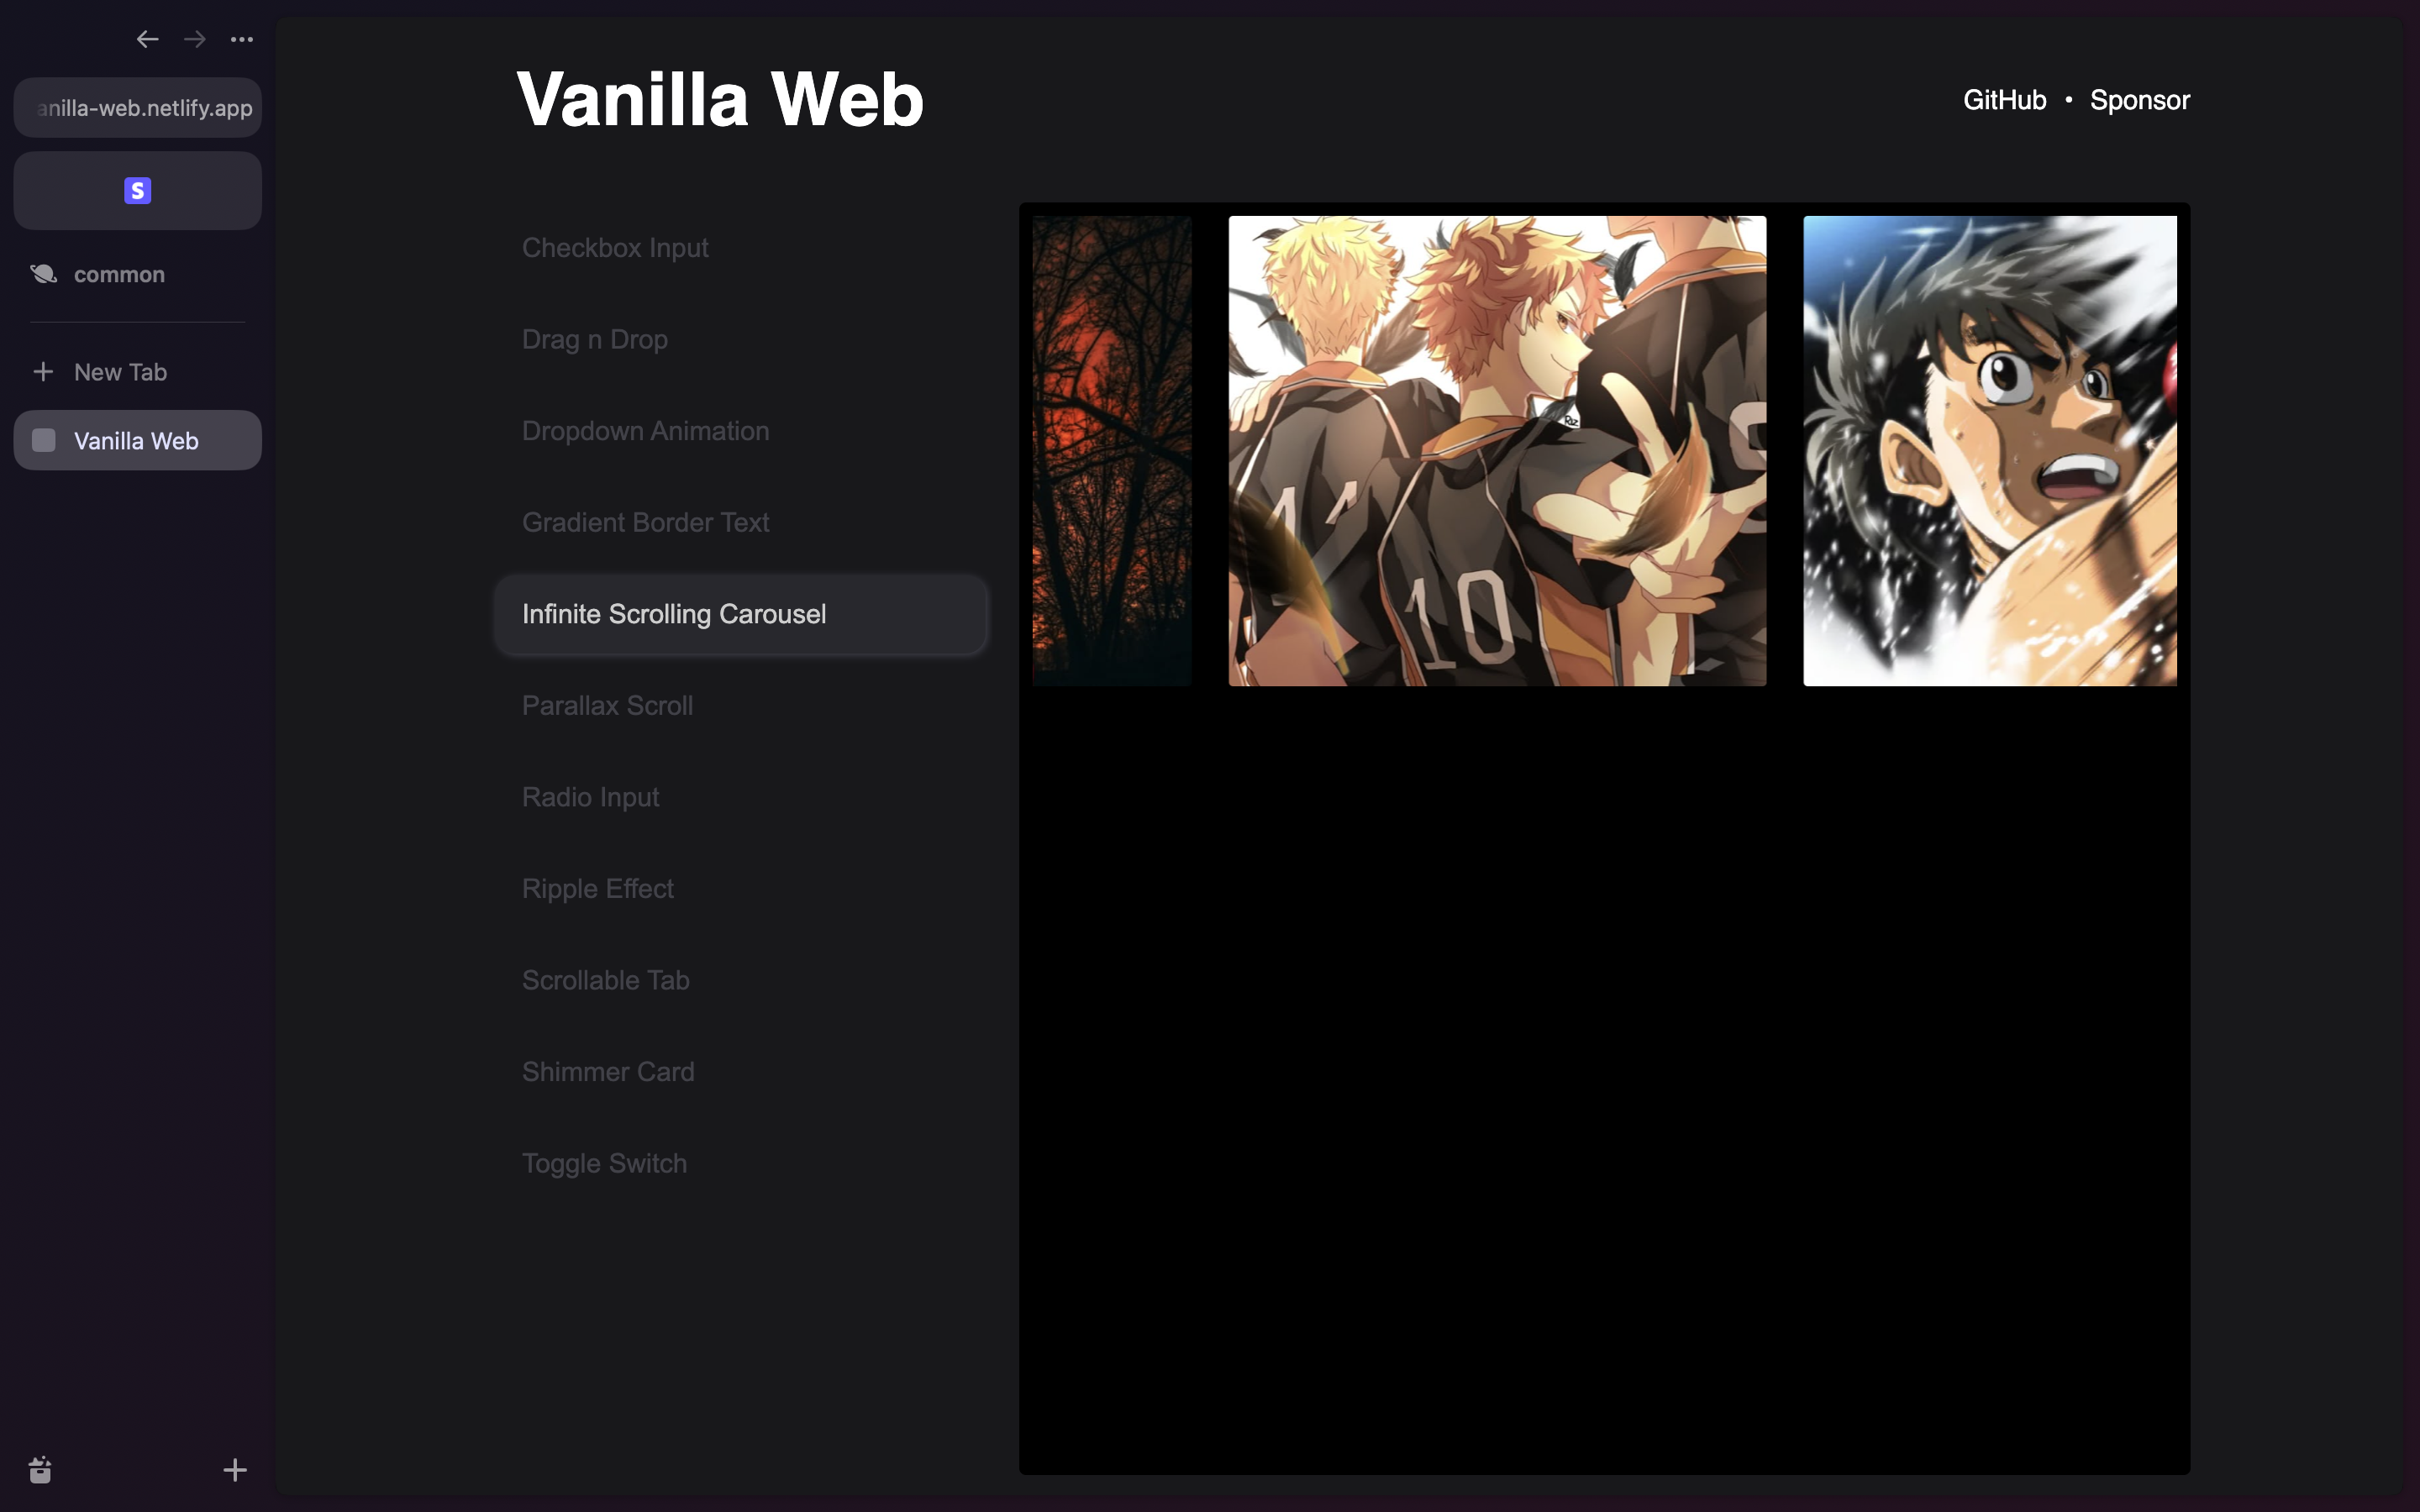 anilla-web.netlify.app
S
common
New Tab
Vanilla Web
Vanilla Web
GitHub • Sponsor
Checkbox Input
Drag n Drop
Dropdown Animation
Gradient Border Text
Infinite Scrolling Carousel
Parallax Scroll
Radio Input
Ripple Effect
Scrollable Tab
Shimmer Card
Toggle Switch
10